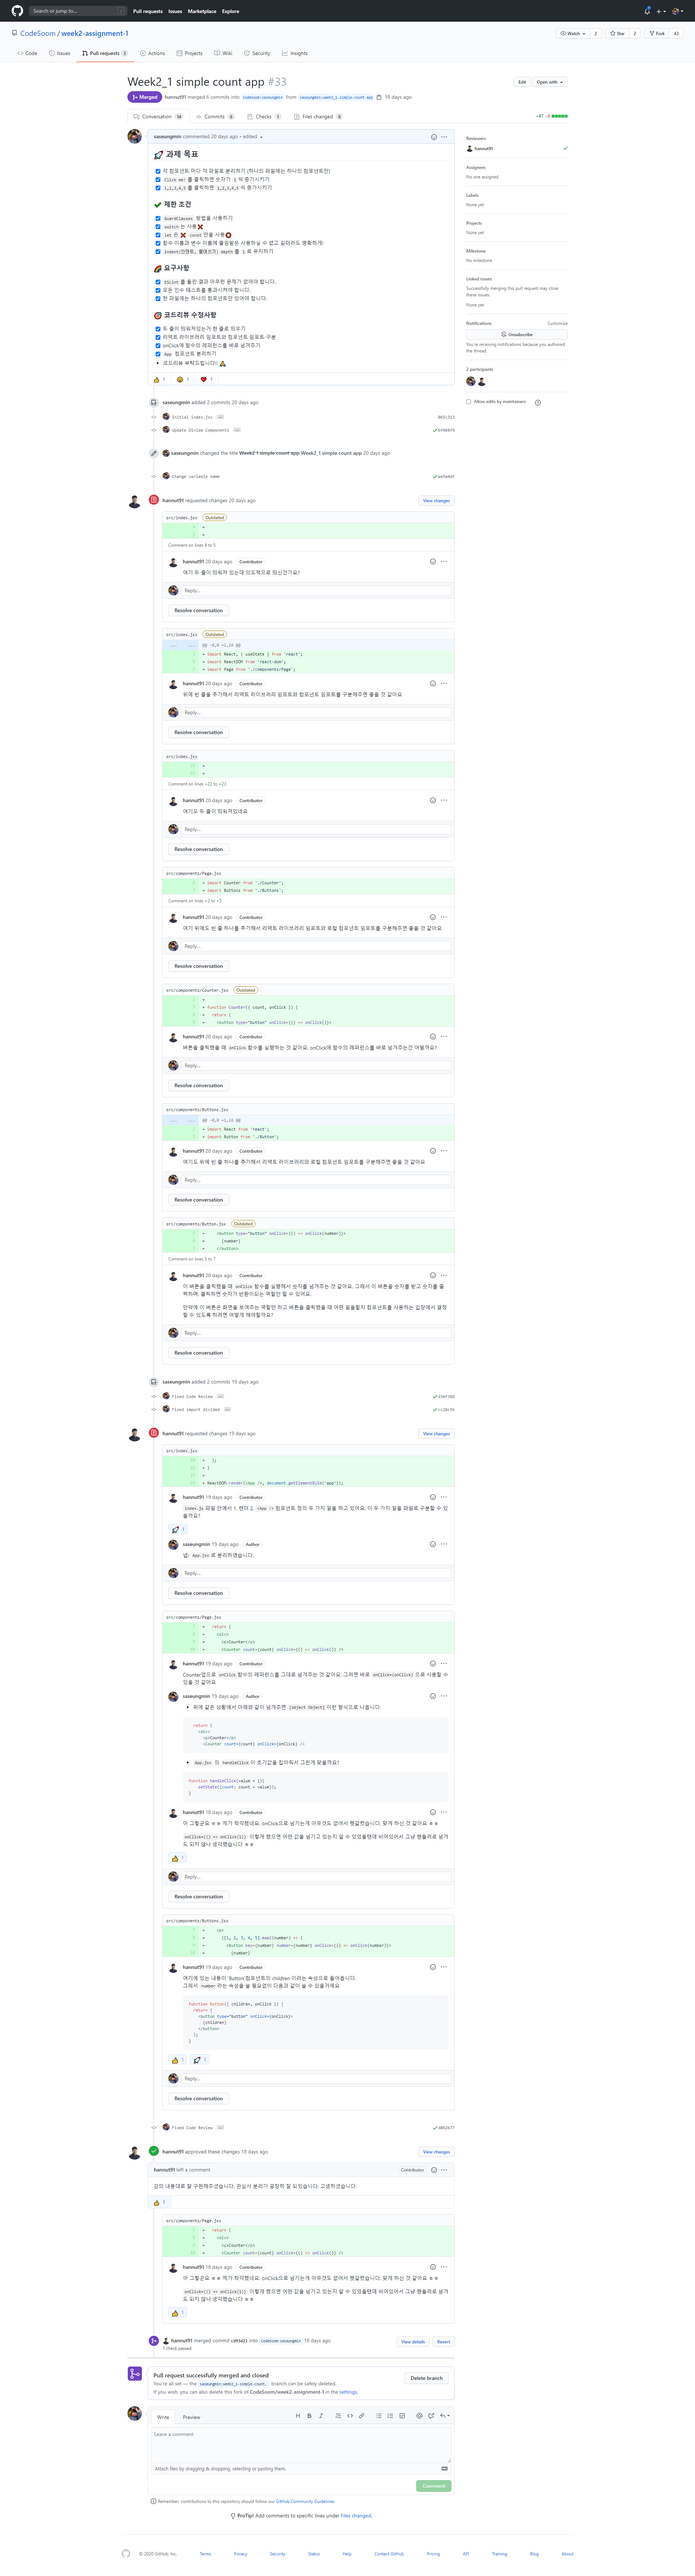 Search or jump to...
Pull requests Issues Marketplace Explore
CodeSoom / week2-assignment-1
Watch 2 Star 2 Fork 43
Code Issues Pull requests 3 Actions Projects Wiki Security Insights
Week2_1 simple count app #33
Edit Open with
Merged hannut91 merged 6 commits into CodeSoom:saseungmin from saseungmin:week2_1-simple-count-app 18 days ago
Conversation 14 Commits 6 Checks 1 Files changed 6
+87 −0
saseungmin commented 20 days ago • edited
과제 목표
각 컴포넌트 마다 각 파일로 분리하기 (하나의 파일에는 하나의 컴포넌트만)
Click me! 를 클릭하면 숫자가 1 씩 증가시키기
1,2,3,4,5 를 클릭하면 1,2,3,4,5 씩 증가시키기
제한 조건
GuardClauses 방법을 사용하기
switch 는 사용
let 은 const 만을 사용
함수 이름과 변수 이름에 줄임말은 사용하실 수 없고 길더라도 명확하게!
indent(인덴트, 들여쓰기) depth 를 1 로 유지하기
요구사항
ESLint 를 돌린 결과 아무런 문제가 없어야 합니다.
모든 인수 테스트를 통과시켜야 합니다.
한 파일에는 하나의 컴포넌트만 있어야 합니다.
코드리뷰 수정사항
두 줄이 띄워져있는거 한 줄로 띄우기
리액트 라이브러리 임포트와 컴포넌트 임포트 구분
onClick에 함수의 레퍼런스를 바로 넘겨주기
App 컴포넌트 분리하기
코드리뷰 부탁드립니다!
1 1 1
Reviewers
hannut91
Assignees
No one assigned
Labels
None yet
Projects
None yet
Milestone
No milestone
Linked issues
Successfully merging this pull request may close these issues.
None yet
Notifications Customize
Unsubscribe
You're receiving notifications because you authored the thread.
2 participants
Allow edits by maintainers
saseungmin added 2 commits 20 days ago
Initial index.jsx
Update Divide Components
saseungmin changed the title Week2 1 simple count app Week2_1 simple count app 20 days ago
Change variable name
hannut91 requested changes 20 days ago
View changes
src/index.jsx Outdated
Comment on lines 4 to 5
hannut91 20 days ago Contributor
여기 두 줄이 띄워져 있는데 의도적으로 하신건가요?
Reply...
Resolve conversation
src/index.jsx Outdated
@@ -0,0 +1,24 @@
+ import React, { useState } from 'react';
+ import ReactDOM from 'react-dom';
+ import Page from './components/Page';
hannut91 20 days ago Contributor
위에 빈 줄을 추가해서 리액트 라이브러리 임포트와 컴포넌트 임포트를 구분해주면 좋을 것 같아요
Reply...
Resolve conversation
src/index.jsx
Comment on lines +22 to +23
hannut91 20 days ago Contributor
여기도 두 줄이 띄워져있네요
Reply...
Resolve conversation
src/components/Page.jsx
+ import Counter from './Counter';
+ import Buttons from './Buttons';
Comment on lines +2 to +3
hannut91 20 days ago Contributor
여기 위에도 빈 줄 하나를 추가해서 리액트 라이브러리 임포트와 로컬 컴포넌트 임포트를 구분해주면 좋을 것 같아요
Reply...
Resolve conversation
src/components/Counter.jsx Outdated
+ function Counter({ count, onClick }) {
+ return (
+ <button type="button" onClick={() => onClick()}>
hannut91 20 days ago Contributor
버튼을 클릭했을 때 onClick 함수를 실행하는 것 같아요. onClick에 함수의 레퍼런스를 바로 넘겨주는건 어떨까요?
Reply...
Resolve conversation
src/components/Buttons.jsx
+ import React from 'react';
+ import Button from './Button';
hannut91 20 days ago Contributor
여기도 위에 빈 줄 하나를 추가해서 리액트 라이브러리와 로컬 컴포넌트 임포트를 구분해주면 좋을 것 같아요
Reply...
Resolve conversation
src/components/Button.jsx Outdated
+ <button type="button" onClick={() => onClick(number)}>
+ {number}
+ </button>
Comment on lines 5 to 7
hannut91 20 days ago Contributor
이 버튼을 클릭했을 때 onClick 함수를 실행해서 숫자를 넘겨주는 것 같아요. 그래서 이 버튼은 숫자를 받고 숫자를 출
력하며, 클릭하면 숫자가 반환이되는 역할만 할 수 있어요.
만약에 이 버튼은 화면을 보여주는 역할만 하고 버튼을 클릭했을 때 어떤 일을할지 컴포넌트를 사용하는 입장에서 결정
할 수 있도록 하려면 어떻게 해야할까요?
Reply...
Resolve conversation
saseungmin added 2 commits 19 days ago
Fixed Code Review
Fixed import divided
hannut91 requested changes 19 days ago
View changes
src/index.jsx
+ );
+ }
+ ReactDOM.render(<App />, document.getElementById('app'));
hannut91 19 days ago Contributor
index.js 파일 안에서 1. 렌더 2. <App /> 컴포넌트 정의 두 가지 일을 하고 있어요. 이 두 가지 일을 파일로 구분할 수 있
을까요?
1
saseungmin 19 days ago Author
넵! App.jsx 로 분리하였습니다.
Reply...
Resolve conversation
src/components/Page.jsx
+ return (
+ <div>
+ <p>Counter</p>
+ <Counter count={count} onClick={() => onClick()} />
hannut91 19 days ago Contributor
Counter앱으로 onClick 함수의 레퍼런스를 그대로 넘겨주는 것 같아요. 그러면 바로 onClick={onClick} 으로 사용할 수
있을 것 같아요
saseungmin 19 days ago Author
위에 같은 상황에서 아래와 같이 넘겨주면 [object Object] 이런 형식으로 나옵니다.
return (
<div>
<p>Counter</p>
<Counter count={count} onClick={onClick} />
App.jsx 의 handleClick 이 초기값을 잡아줘서 그런게 맞을까요?
function handleClick(value = 1){
setState({count: count + value});
}
hannut91 18 days ago Contributor
아 그렇군요 ㅎㅎ 제가 착각했네요. onClick으로 넘기는게 아무것도 없어서 헷갈렸습니다. 맞게 하신 것 같아요 ㅎㅎ
onClick={() => onClick(1)} 이렇게 했으면 어떤 값을 넘기고 있는지 알 수 있었을텐데 비어있어서 그냥 핸들러로 넘겨
도 되지 않나 생각했습니다 ㅎㅎ
1
Reply...
Resolve conversation
src/components/Buttons.jsx
+ <p>
+ {[1, 2, 3, 4, 5].map((number) => (
+ <Button key={number} number={number} onClick={() => onClick(number)}>
+ {number}
hannut91 19 days ago Contributor
여기에 있는 내용이 'Button'컴포넌트의 children 이라는 속성으로 들어옵니다.
그래서 number 라는 속성을 쓸 필요없이 다음과 같이 쓸 수 있을거예요
function Button({ children, onClick }) {
return (
<button type="button" onClick={onClick}>
{children}
</button>
);
}
1 1
Reply...
Resolve conversation
Fixed Code Review
hannut91 approved these changes 18 days ago
View changes
hannut91 left a comment Contributor
강의 내용대로 잘 구현해주셨습니다. 관심사 분리가 굉장히 잘 되있습니다. 고생하셨습니다.
1
src/components/Page.jsx
+ return (
+ <div>
+ <p>Counter</p>
+ <Counter count={count} onClick={() => onClick()} />
hannut91 18 days ago Contributor
아 그렇군요 ㅎㅎ 제가 착각했네요. onClick으로 넘기는게 아무것도 없어서 헷갈렸습니다. 맞게 하신 것 같아요 ㅎㅎ
onClick={() => onClick(1)} 이렇게 했으면 어떤 값을 넘기고 있는지 알 수 있었을텐데 비어있어서 그냥 핸들러로 넘겨
도 되지 않나 생각했습니다 ㅎㅎ
1
hannut91 merged commit c993d21 into CodeSoom:saseungmin 18 days ago
View details Revert
1 check passed
Pull request successfully merged and closed
You're all set — the saseungmin:week2_1-simple-count… branch can be safely deleted.
If you wish, you can also delete this fork of CodeSoom/week2-assignment-1 in the settings.
Delete branch
Write Preview
Leave a comment
Attach files by dragging & dropping, selecting or pasting them.
Comment
Remember, contributions to this repository should follow our GitHub Community Guidelines.
ProTip! Add comments to specific lines under Files changed.
© 2020 GitHub, Inc. Terms Privacy Security Status Help Contact GitHub Pricing API Training Blog About